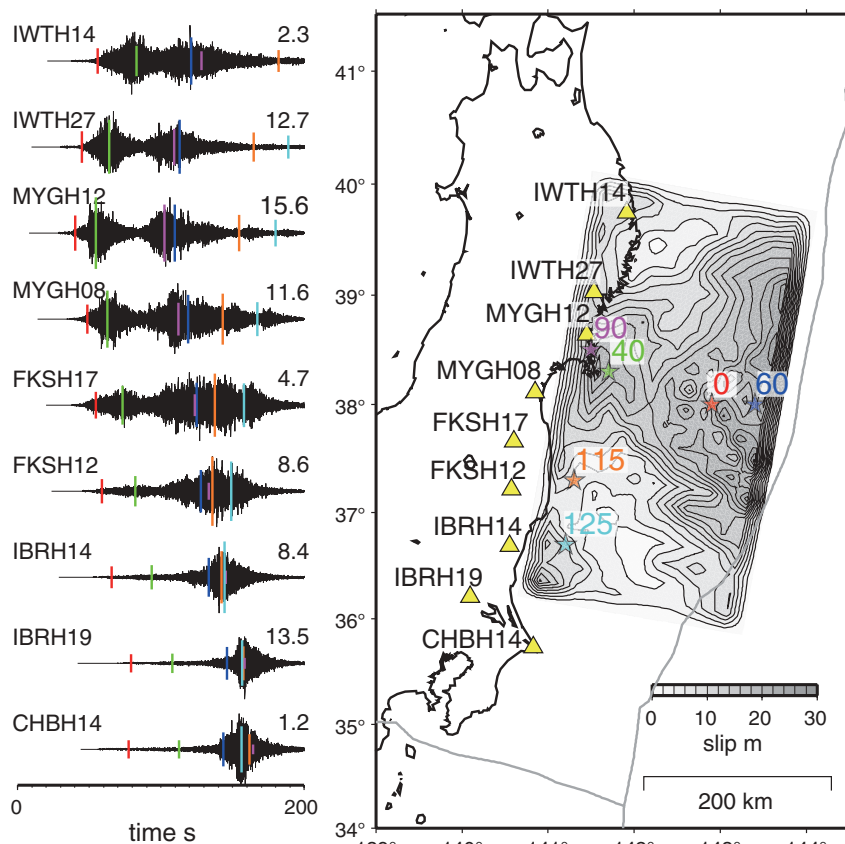 IWTH14 2.3
IWTH27 12.7
MYGH12 15.6
MYGH08 11.6
FKSH17 4.7
FKSH12 8.6
IBRH14 8.4
IBRH19 13.5
CHBH14 1.2
0 200
time s
41°
40°
39°
38°
37°
36°
35°
34°
IWTH14
IWTH27
MYGH12
90
40
MYGH08
0
60
FKSH17
115
FKSH12
125
IBRH14
IBRH19
CHBH14
0 10 20 30
slip m
200 km